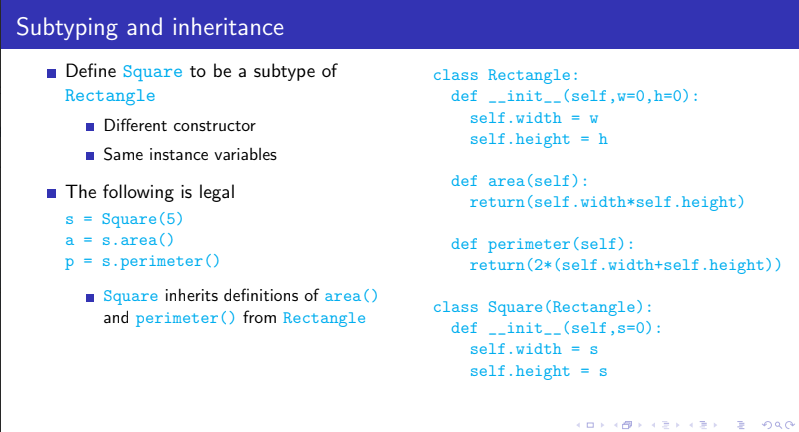 Subtyping and inheritance
Define Square to be a subtype of
Rectangle
Different constructor
Same instance variables
The following is legal
s = Square(5)
a = s.area()
p = s.perimeter()
Square inherits definitions of area()
and perimeter() from Rectangle
class Rectangle:
  def __init__(self,w=0,h=0):
    self.width = w
    self.height = h

  def area(self):
    return(self.width*self.height)

  def perimeter(self):
    return(2*(self.width+self.height))

class Square(Rectangle):
  def __init__(self,s=0):
    self.width = s
    self.height = s